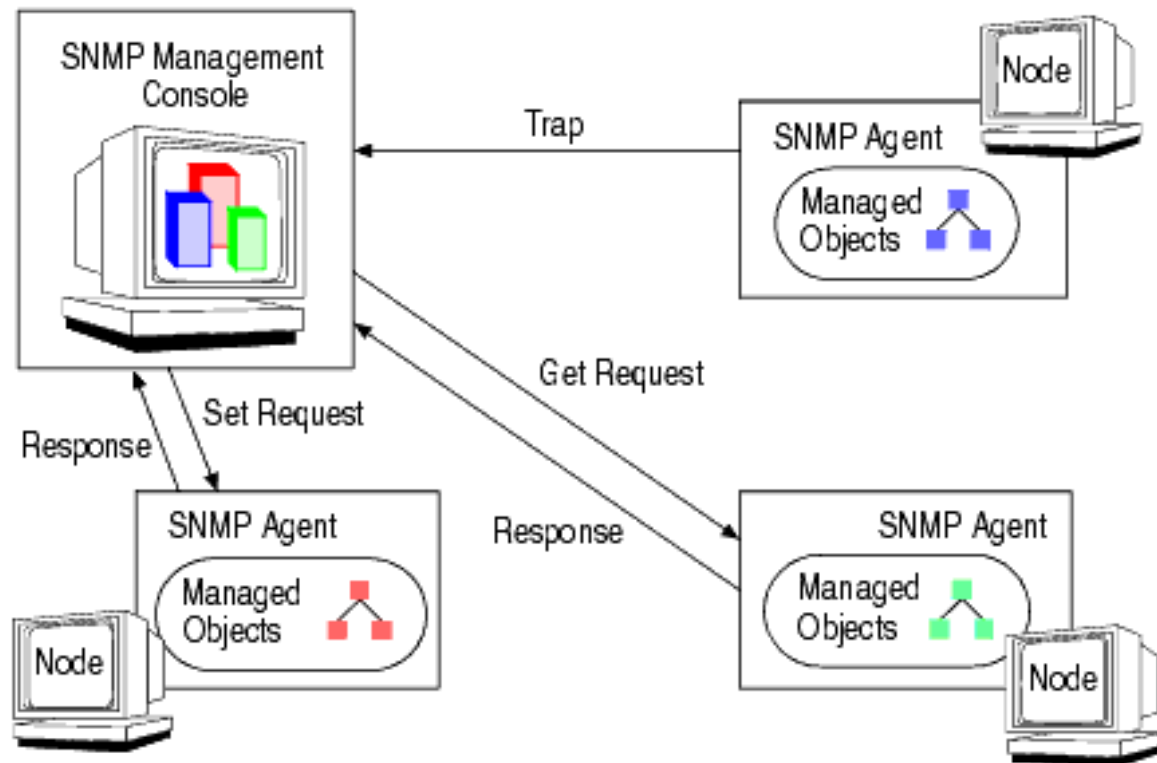 SNMP Management
Console
Node
Trap
SNMP Agent
Managed
Objects
Get Request
Set Request
Response
Response
SNMP Agent
Managed
Objects
Node
SNMP Agent
Managed
Objects
Node